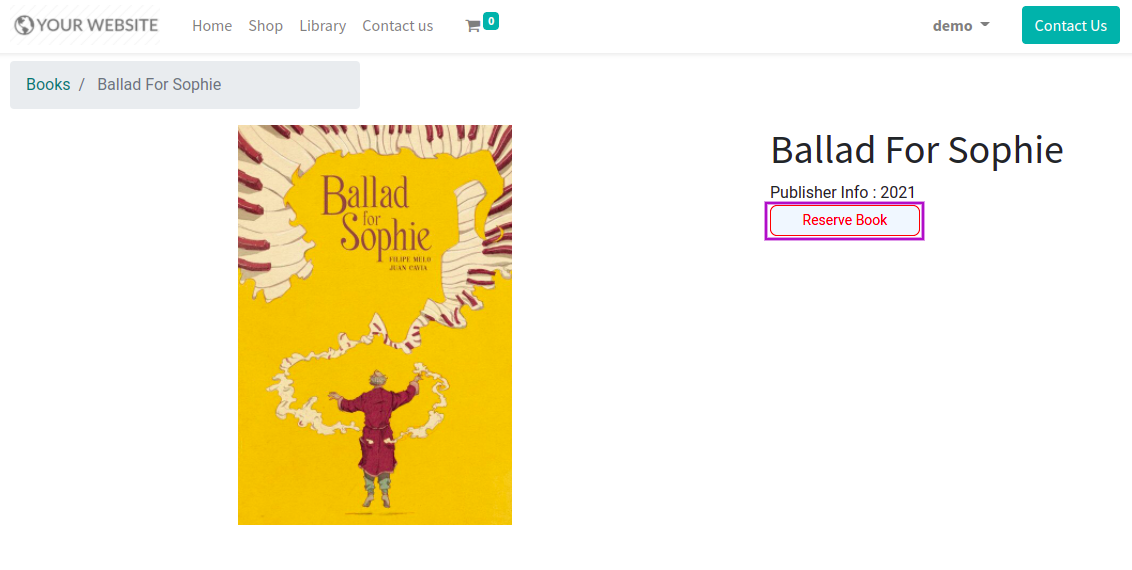 YOUR WEBSITE Home Shop Library Contact us 0 demo Contact Us
Books / Ballad For Sophie
Ballad
for
Sophie
FILIPE MELO
JUAN CAVIA
Ballad For Sophie
Publisher Info : 2021
Reserve Book